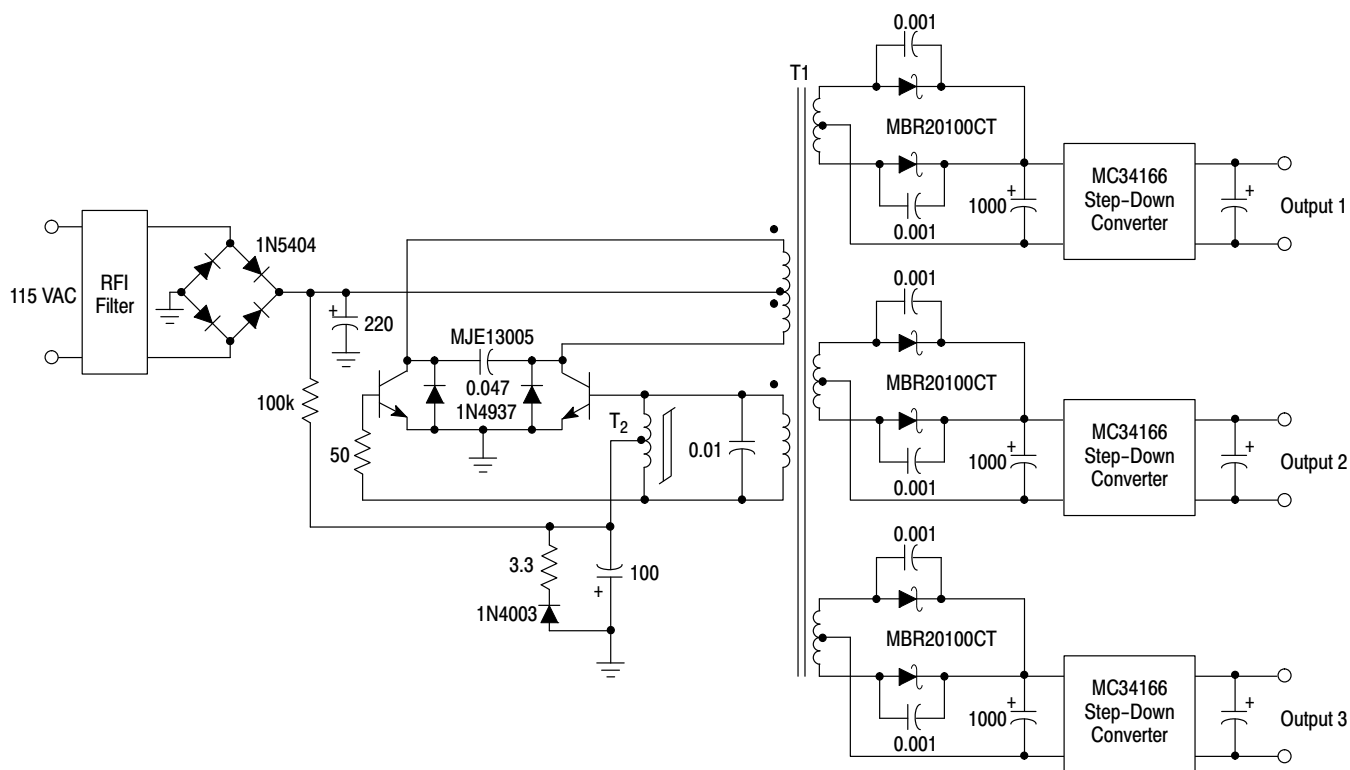 0.001
T1
MBR20100CT
MC34166
Step-Down
Converter
+
1000
+
Output 1
0.001
115 VAC
RFI
Filter
1N5404
+
220
100k
MJE13005
0.047
1N4937
50
T2
0.01
3.3
1N4003
100
+
0.001
MBR20100CT
MC34166
Step-Down
Converter
+
1000
+
Output 2
0.001
0.001
MBR20100CT
MC34166
Step-Down
Converter
+
1000
+
Output 3
0.001